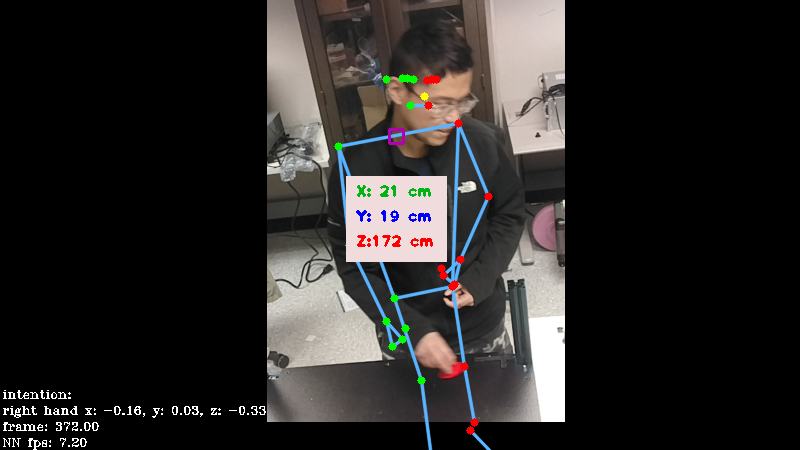 X: 21 cm
Y: 19 cm
Z:172 cm
intention:
right hand x: −0.16, y: 0.03, z: −0.33
frame: 372.00
NN fps: 7.20